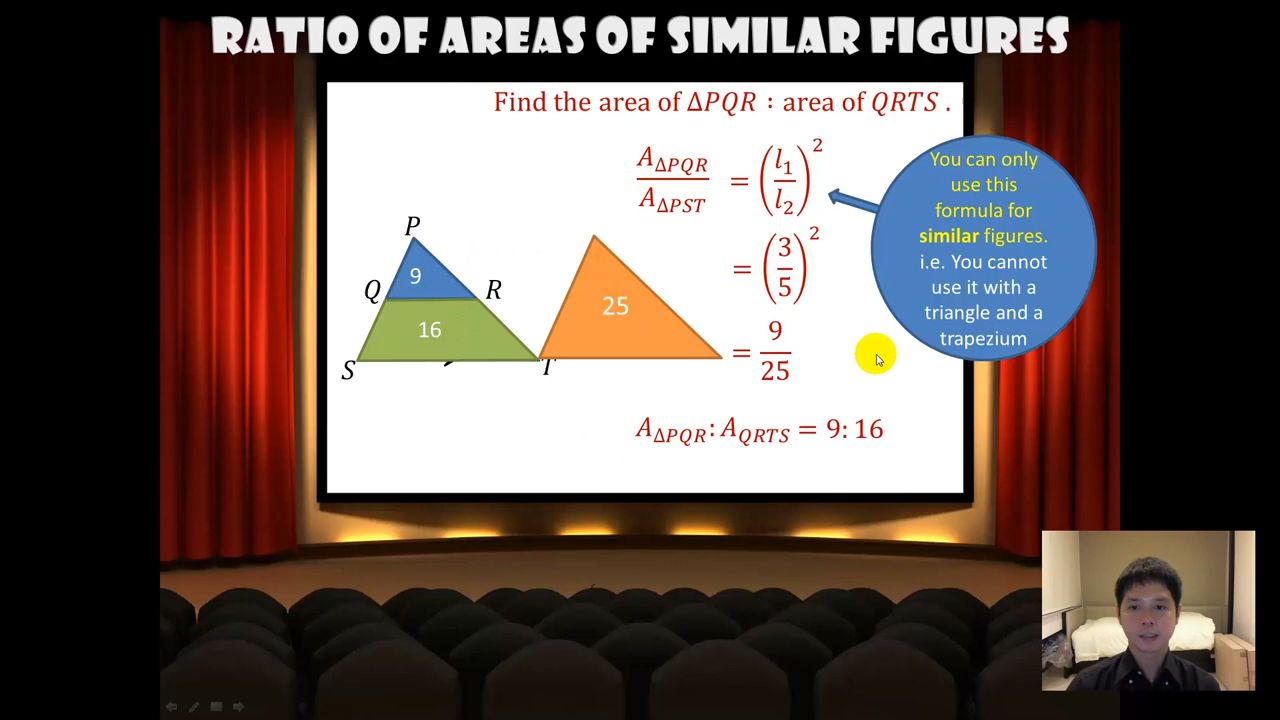 RATIO OF AREAS OF SIMILAR FIGURES
Find the area of ΔPQR : area of QRTS .
A_ΔPQR / A_ΔPST = (l₁/l₂)²
= (3/5)²
= 9/25
A_ΔPQR : A_QRTS = 9: 16
You can only
use this
formula for
similar figures.
i.e. You cannot
use it with a
triangle and a
trapezium
P
9
Q
R
16
25
S
T